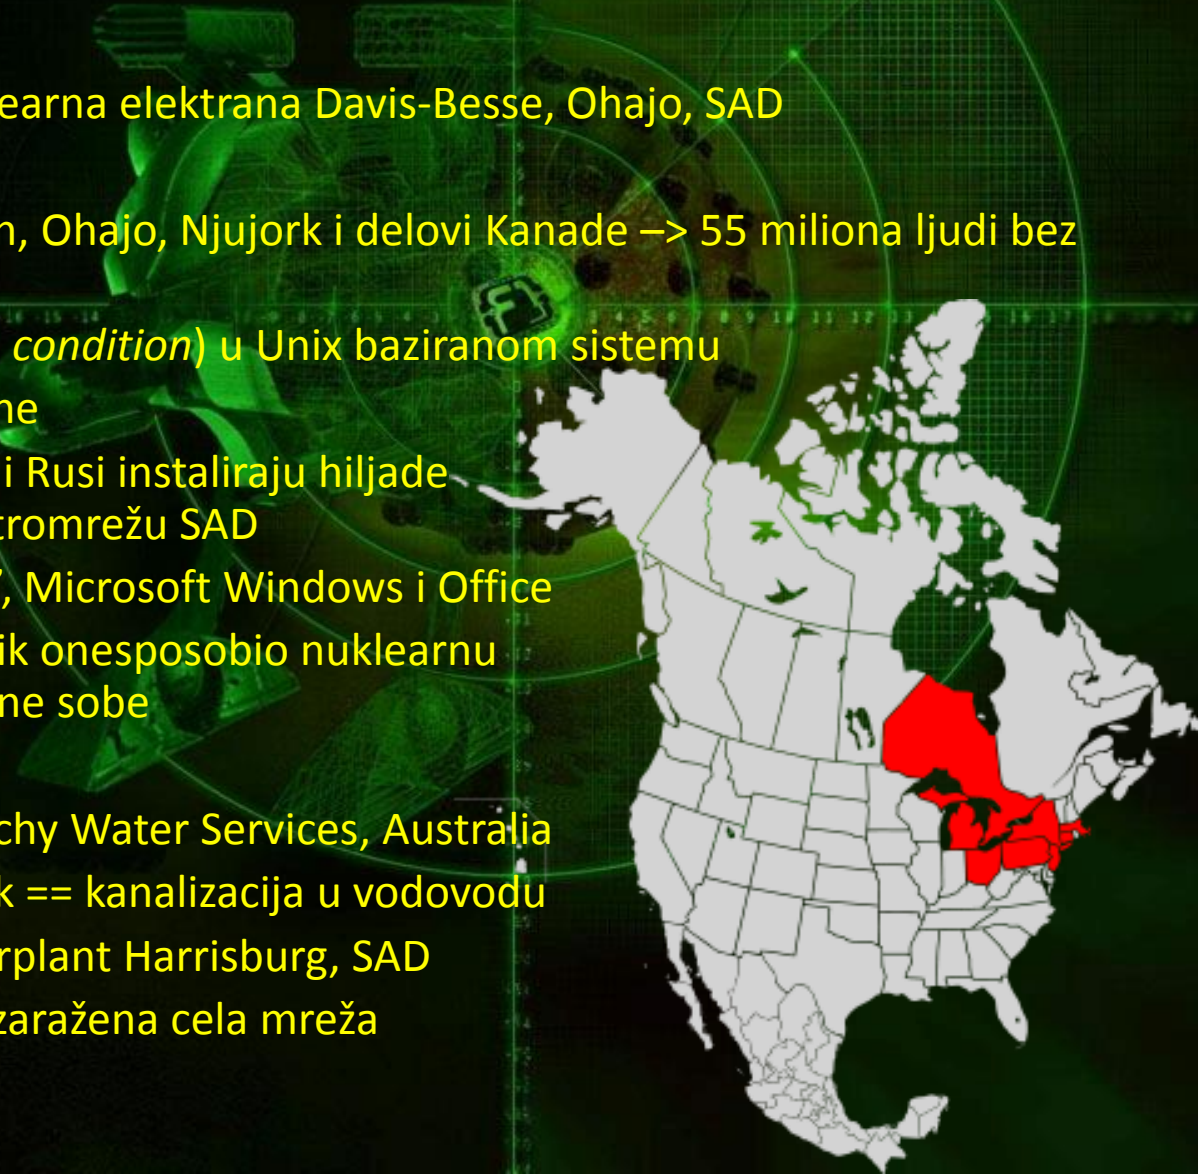 earna elektrana Davis-Besse, Ohajo, SAD
n, Ohajo, Njujork i delovi Kanade –> 55 miliona ljudi bez
condition) u Unix baziranom sistemu
ne
i Rusi instaliraju hiljade
tromrežu SAD
, Microsoft Windows i Office
ik onesposobio nuklearnu
ne sobe
chy Water Services, Australia
k == kanalizacija u vodovodu
rplant Harrisburg, SAD
zaražena cela mreža